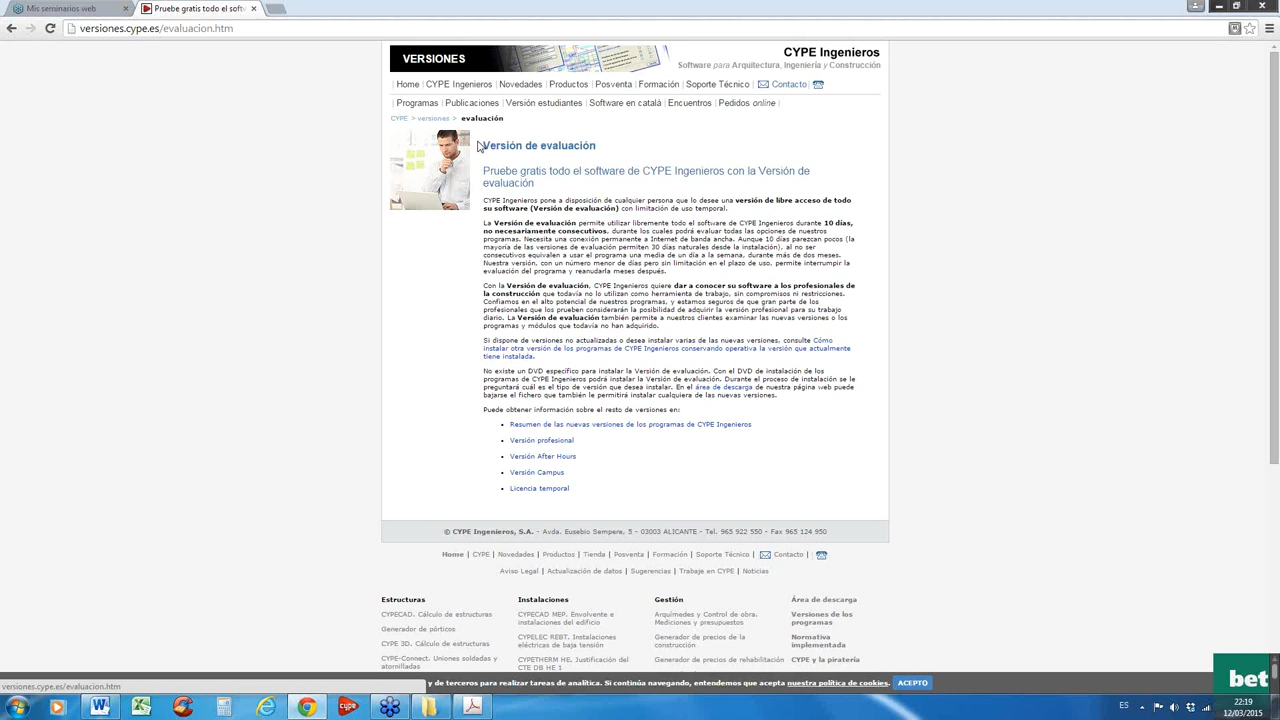 Mis seminarios web
Pruebe gratis todo el softw
versiones.cype.es/evaluacion.htm
VERSIONES
CYPE Ingenieros
Software para Arquitectura, Ingeniería y Construcción
| Home | CYPE Ingenieros | Novedades | Productos | Posventa | Formación | Soporte Técnico | Contacto |
| Programas | Publicaciones | Versión estudiantes | Software en catalá | Encuentros | Pedidos online |
CYPE > versiones > evaluación
Versión de evaluación
Pruebe gratis todo el software de CYPE Ingenieros con la Versión de
evaluación
CYPE Ingenieros pone a disposición de cualquier persona que lo desee una versión de libre acceso de todo
su software (Versión de evaluación) con limitación de uso temporal.
La Versión de evaluación permite utilizar libremente todo el software de CYPE Ingenieros durante 10 días,
no necesariamente consecutivos, durante los cuales podrá evaluar todas las opciones de nuestros
programas. Necesita una conexión permanente a Internet de banda ancha. Aunque 10 días parezcan pocos (la
mayoría de las versiones de evaluación permiten 30 días naturales desde la instalación), al no ser
consecutivos equivalen a usar el programa una media de un día a la semana, durante más de dos meses.
Nuestra versión, con un número menor de días pero sin limitación en el plazo de uso, permite interrumpir la
evaluación del programa y reanudarla meses después.
Con la Versión de evaluación, CYPE Ingenieros quiere dar a conocer su software a los profesionales de
la construcción que todavía no lo utilizan como herramienta de trabajo, sin compromisos ni restricciones.
Confiamos en el alto potencial de nuestros programas, y estamos seguros de que gran parte de los
profesionales que los prueben considerarán la posibilidad de adquirir la versión profesional para su trabajo
diario. La Versión de evaluación también permite a nuestros clientes examinar las nuevas versiones o los
programas y módulos que todavía no han adquirido.
Si dispone de versiones no actualizadas o desea instalar varias de las nuevas versiones, consulte Cómo
instalar otra versión de los programas de CYPE Ingenieros conservando operativa la versión que actualmente
tiene instalada.
No existe un DVD específico para instalar la Versión de evaluación. Con el DVD de instalación de los
programas de CYPE Ingenieros podrá instalar la Versión de evaluación. Durante el proceso de instalación se le
preguntará cuál es el tipo de versión que desea instalar. En el área de descarga de nuestra página web puede
bajarse el fichero que también le permitirá instalar cualquiera de las nuevas versiones.
Puede obtener información sobre el resto de versiones en:
• Resumen de las nuevas versiones de los programas de CYPE Ingenieros
• Versión profesional
• Versión After Hours
• Versión Campus
• Licencia temporal
© CYPE Ingenieros, S.A. - Avda. Eusebio Sempere, 5 - 03003 ALICANTE - Tel. 965 922 550 - Fax 965 124 950
Home | CYPE | Novedades | Productos | Tienda | Posventa | Formación | Soporte Técnico | Contacto |
Aviso Legal | Actualización de datos | Sugerencias | Trabaje en CYPE | Noticias
Estructuras
CYPECAD. Cálculo de estructuras
Generador de pórticos
CYPE 3D. Cálculo de estructuras
CYPE-Connect. Uniones soldadas y
atornilladas
Instalaciones
CYPECAD MEP. Envolvente e
instalaciones del edificio
CYPELEC REBT. Instalaciones
eléctricas de baja tensión
CYPETHERM HE. Justificación del
CTE DB HE 1
Gestión
Arquímedes y Control de obra.
Mediciones y presupuestos
Generador de precios de la
construcción
Generador de precios de rehabilitación
Área de descarga
Versiones de los
programas
Normativa
implementada
CYPE y la piratería
y de terceros para realizar tareas de analítica. Si continúa navegando, entendemos que acepta nuestra política de cookies. ACEPTO
versiones.cype.es/evaluacion.htm
bet
cype
ES
22:19
12/03/2015